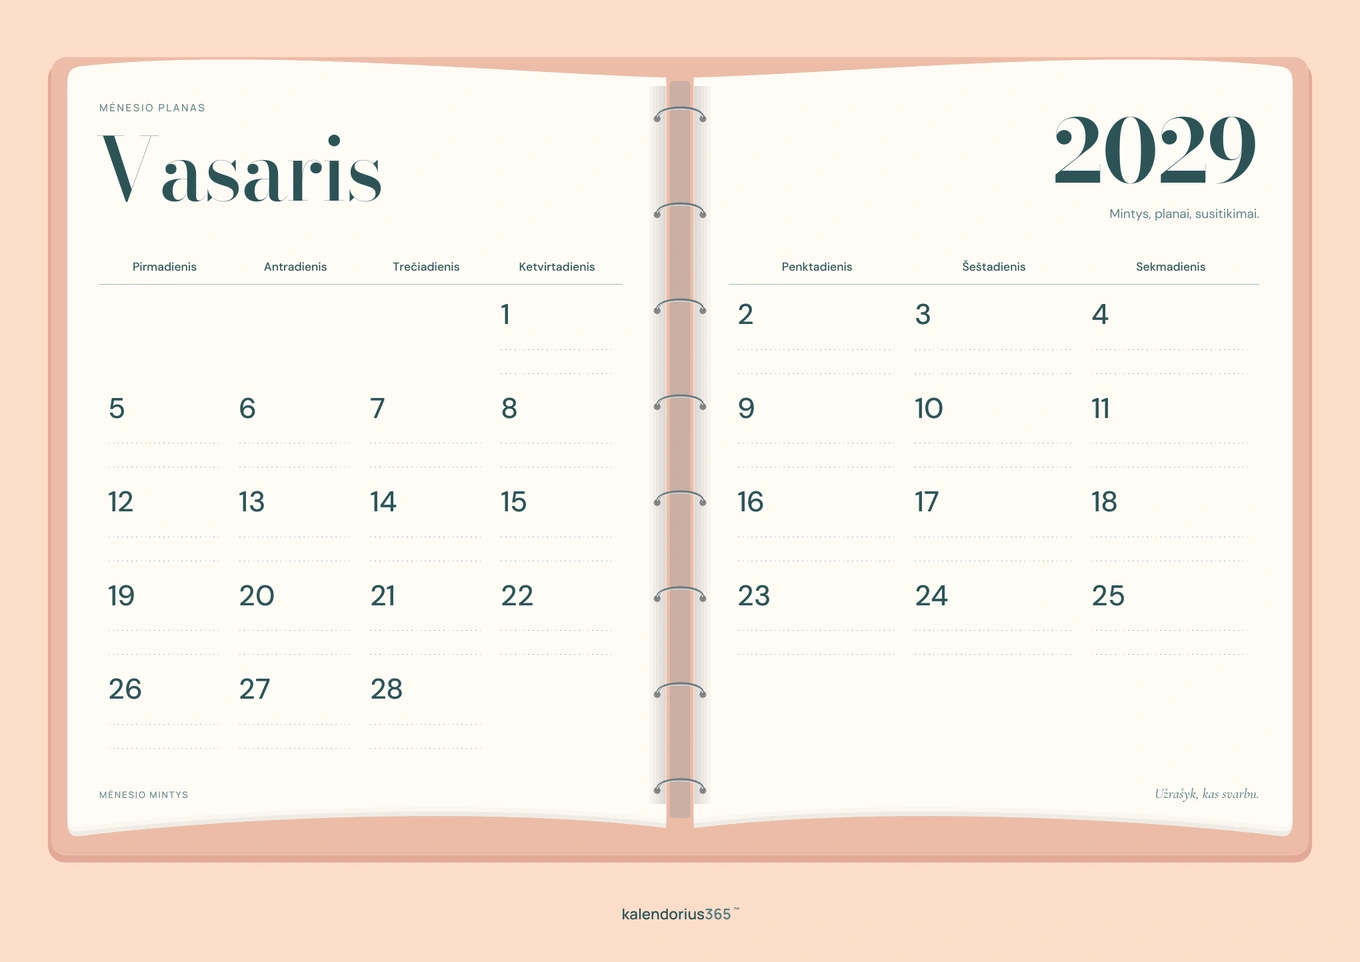 MĖNESIO PLANAS
Vasaris
2029
Mintys, planai, susitikimai.
Pirmadienis Antradienis Trečiadienis Ketvirtadienis Penktadienis Šeštadienis Sekmadienis
1 2 3 4
5 6 7 8 9 10 11
12 13 14 15 16 17 18
19 20 21 22 23 24 25
26 27 28
MĖNESIO MINTYS
Užrašyk, kas svarbu.
kalendorius365™